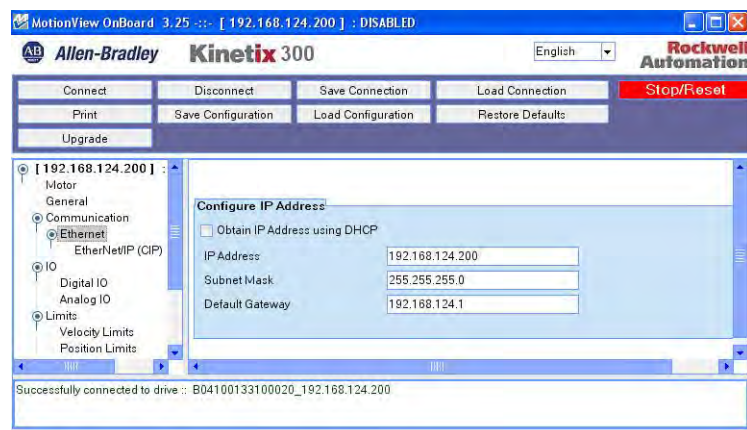 MotionView OnBoard 3.25 -::- [ 192.168.124.200 ] : DISABLED
AB Allen-Bradley Kinetix 300 English Rockwell Automation
Connect Disconnect Save Connection Load Connection Stop/Reset
Print Save Configuration Load Configuration Restore Defaults
Upgrade
[ 192.168.124.200 ] :
Motor
General
Communication
Ethernet
EtherNet/IP (CIP)
IO
Digital IO
Analog IO
Limits
Velocity Limits
Position Limits
Configure IP Address
Obtain IP Address using DHCP
IP Address 192.168.124.200
Subnet Mask 255.255.255.0
Default Gateway 192.168.124.1
Successfully connected to drive :: B04100133100020_192.168.124.200